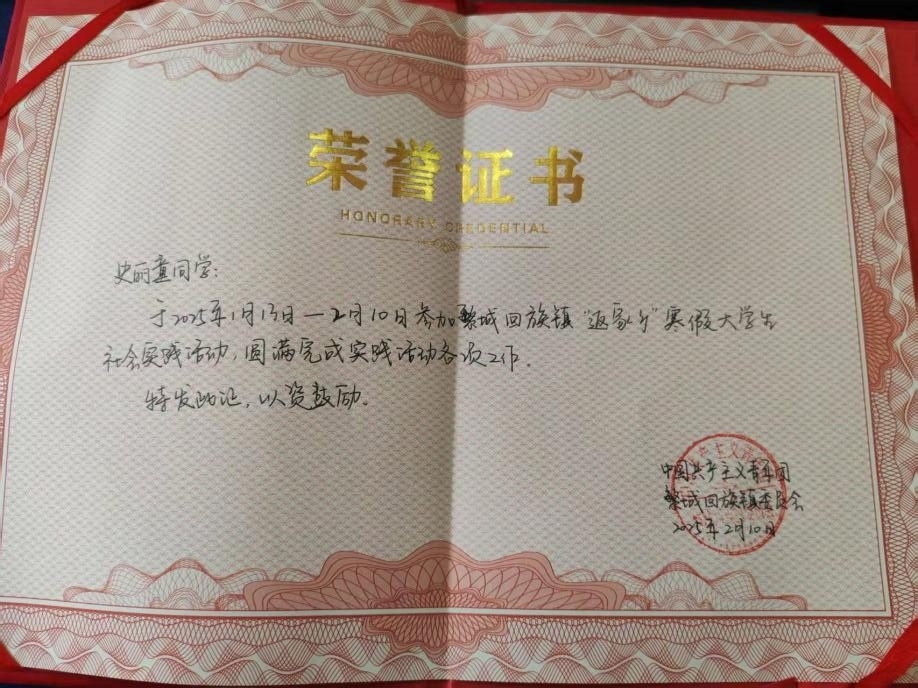 荣誉证书
HONORARY CREDENTIAL
史丽童同学:
于2025年1月13日—2月10日参加繁城回族镇"返家乡"寒假大学生
社会实践活动,圆满完成实践活动各项工作.
特发此证,以资鼓励.
中国共产主义青年团
繁城回族镇委员会
2025年2月10日